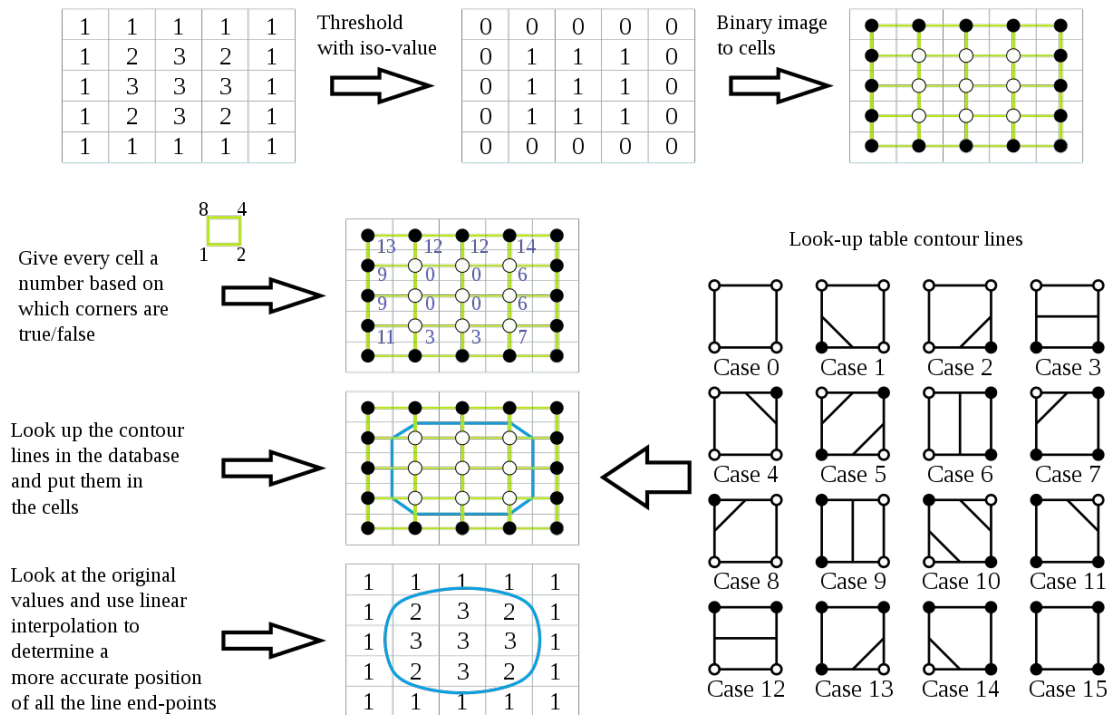 1 1 1 1 1
1 2 3 2 1
1 3 3 3 1
1 2 3 2 1
1 1 1 1 1
Threshold
with iso-value
0 0 0 0 0
0 1 1 1 0
0 1 1 1 0
0 1 1 1 0
0 0 0 0 0
Binary image
to cells
8 4
1 2
Give every cell a
number based on
which corners are
true/false
13 12 12 14
9 0 0 6
9 0 0 6
11 3 3 7
Look up the contour
lines in the database
and put them in
the cells
Look at the original
values and use linear
interpolation to
determine a
more accurate position
of all the line end-points
1 1 1 1 1
1 2 3 2 1
1 3 3 3 1
1 2 3 2 1
1 1 1 1 1
Look-up table contour lines
Case 0 Case 1 Case 2 Case 3
Case 4 Case 5 Case 6 Case 7
Case 8 Case 9 Case 10 Case 11
Case 12 Case 13 Case 14 Case 15